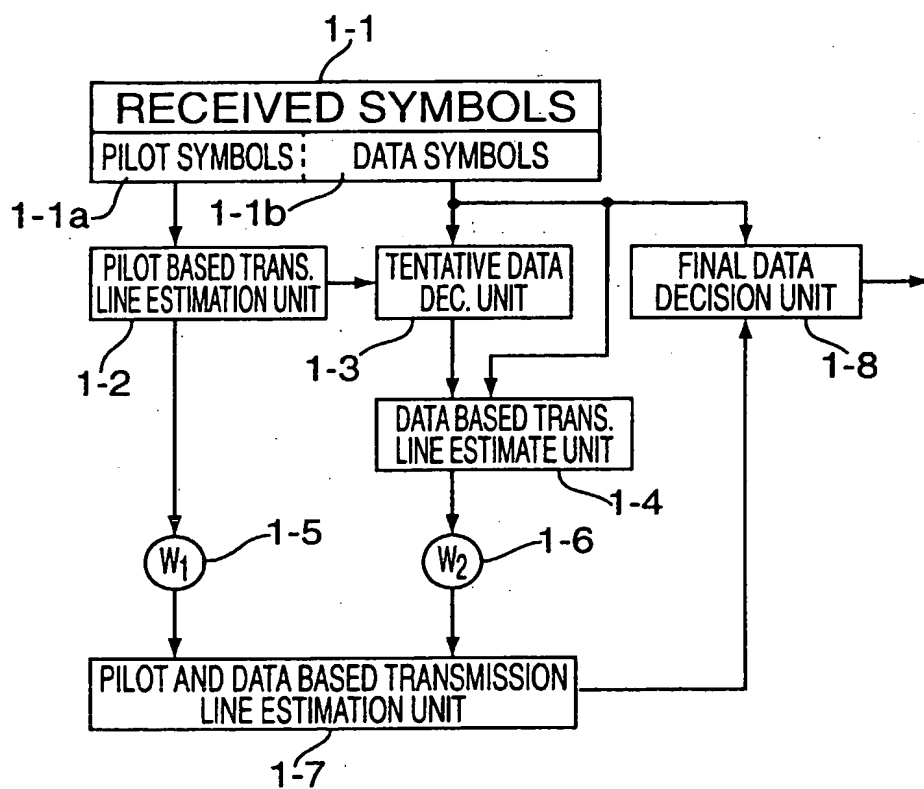 1-1
RECEIVED SYMBOLS
PILOT SYMBOLS
DATA SYMBOLS
1-1a
1-1b
PILOT BASED TRANS.
LINE ESTIMATION UNIT
TENTATIVE DATA
DEC. UNIT
FINAL DATA
DECISION UNIT
1-2
1-3
1-8
DATA BASED TRANS.
LINE ESTIMATE UNIT
1-4
W1
1-5
W2
1-6
PILOT AND DATA BASED TRANSMISSION
LINE ESTIMATION UNIT
1-7